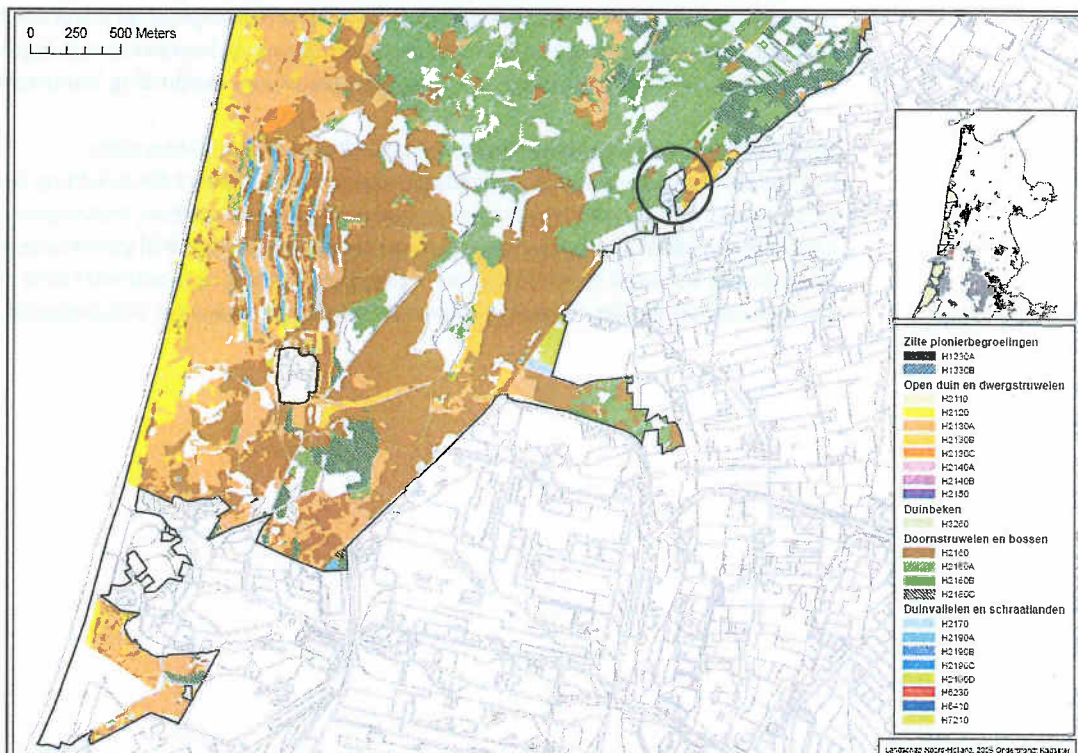 0 250 500 Meters
Zilte pionierbegroeiingen
H1330A
H1330B
Open duin en dwergstruwelen
H2110
H2120
H2130A
H2130B
H2130C
H2140A
H2140B
H2150
Duinbeken
H3260
Doornstruwelen en bossen
H2160
H2180A
H2180B
H2180C
Duinvalleien en schraallanden
H2170
H2190A
H2190B
H2190C
H2190D
H6230
H6410
H7210
Landschap Noord-Holland, 2009 Ondergrond: Kadaster